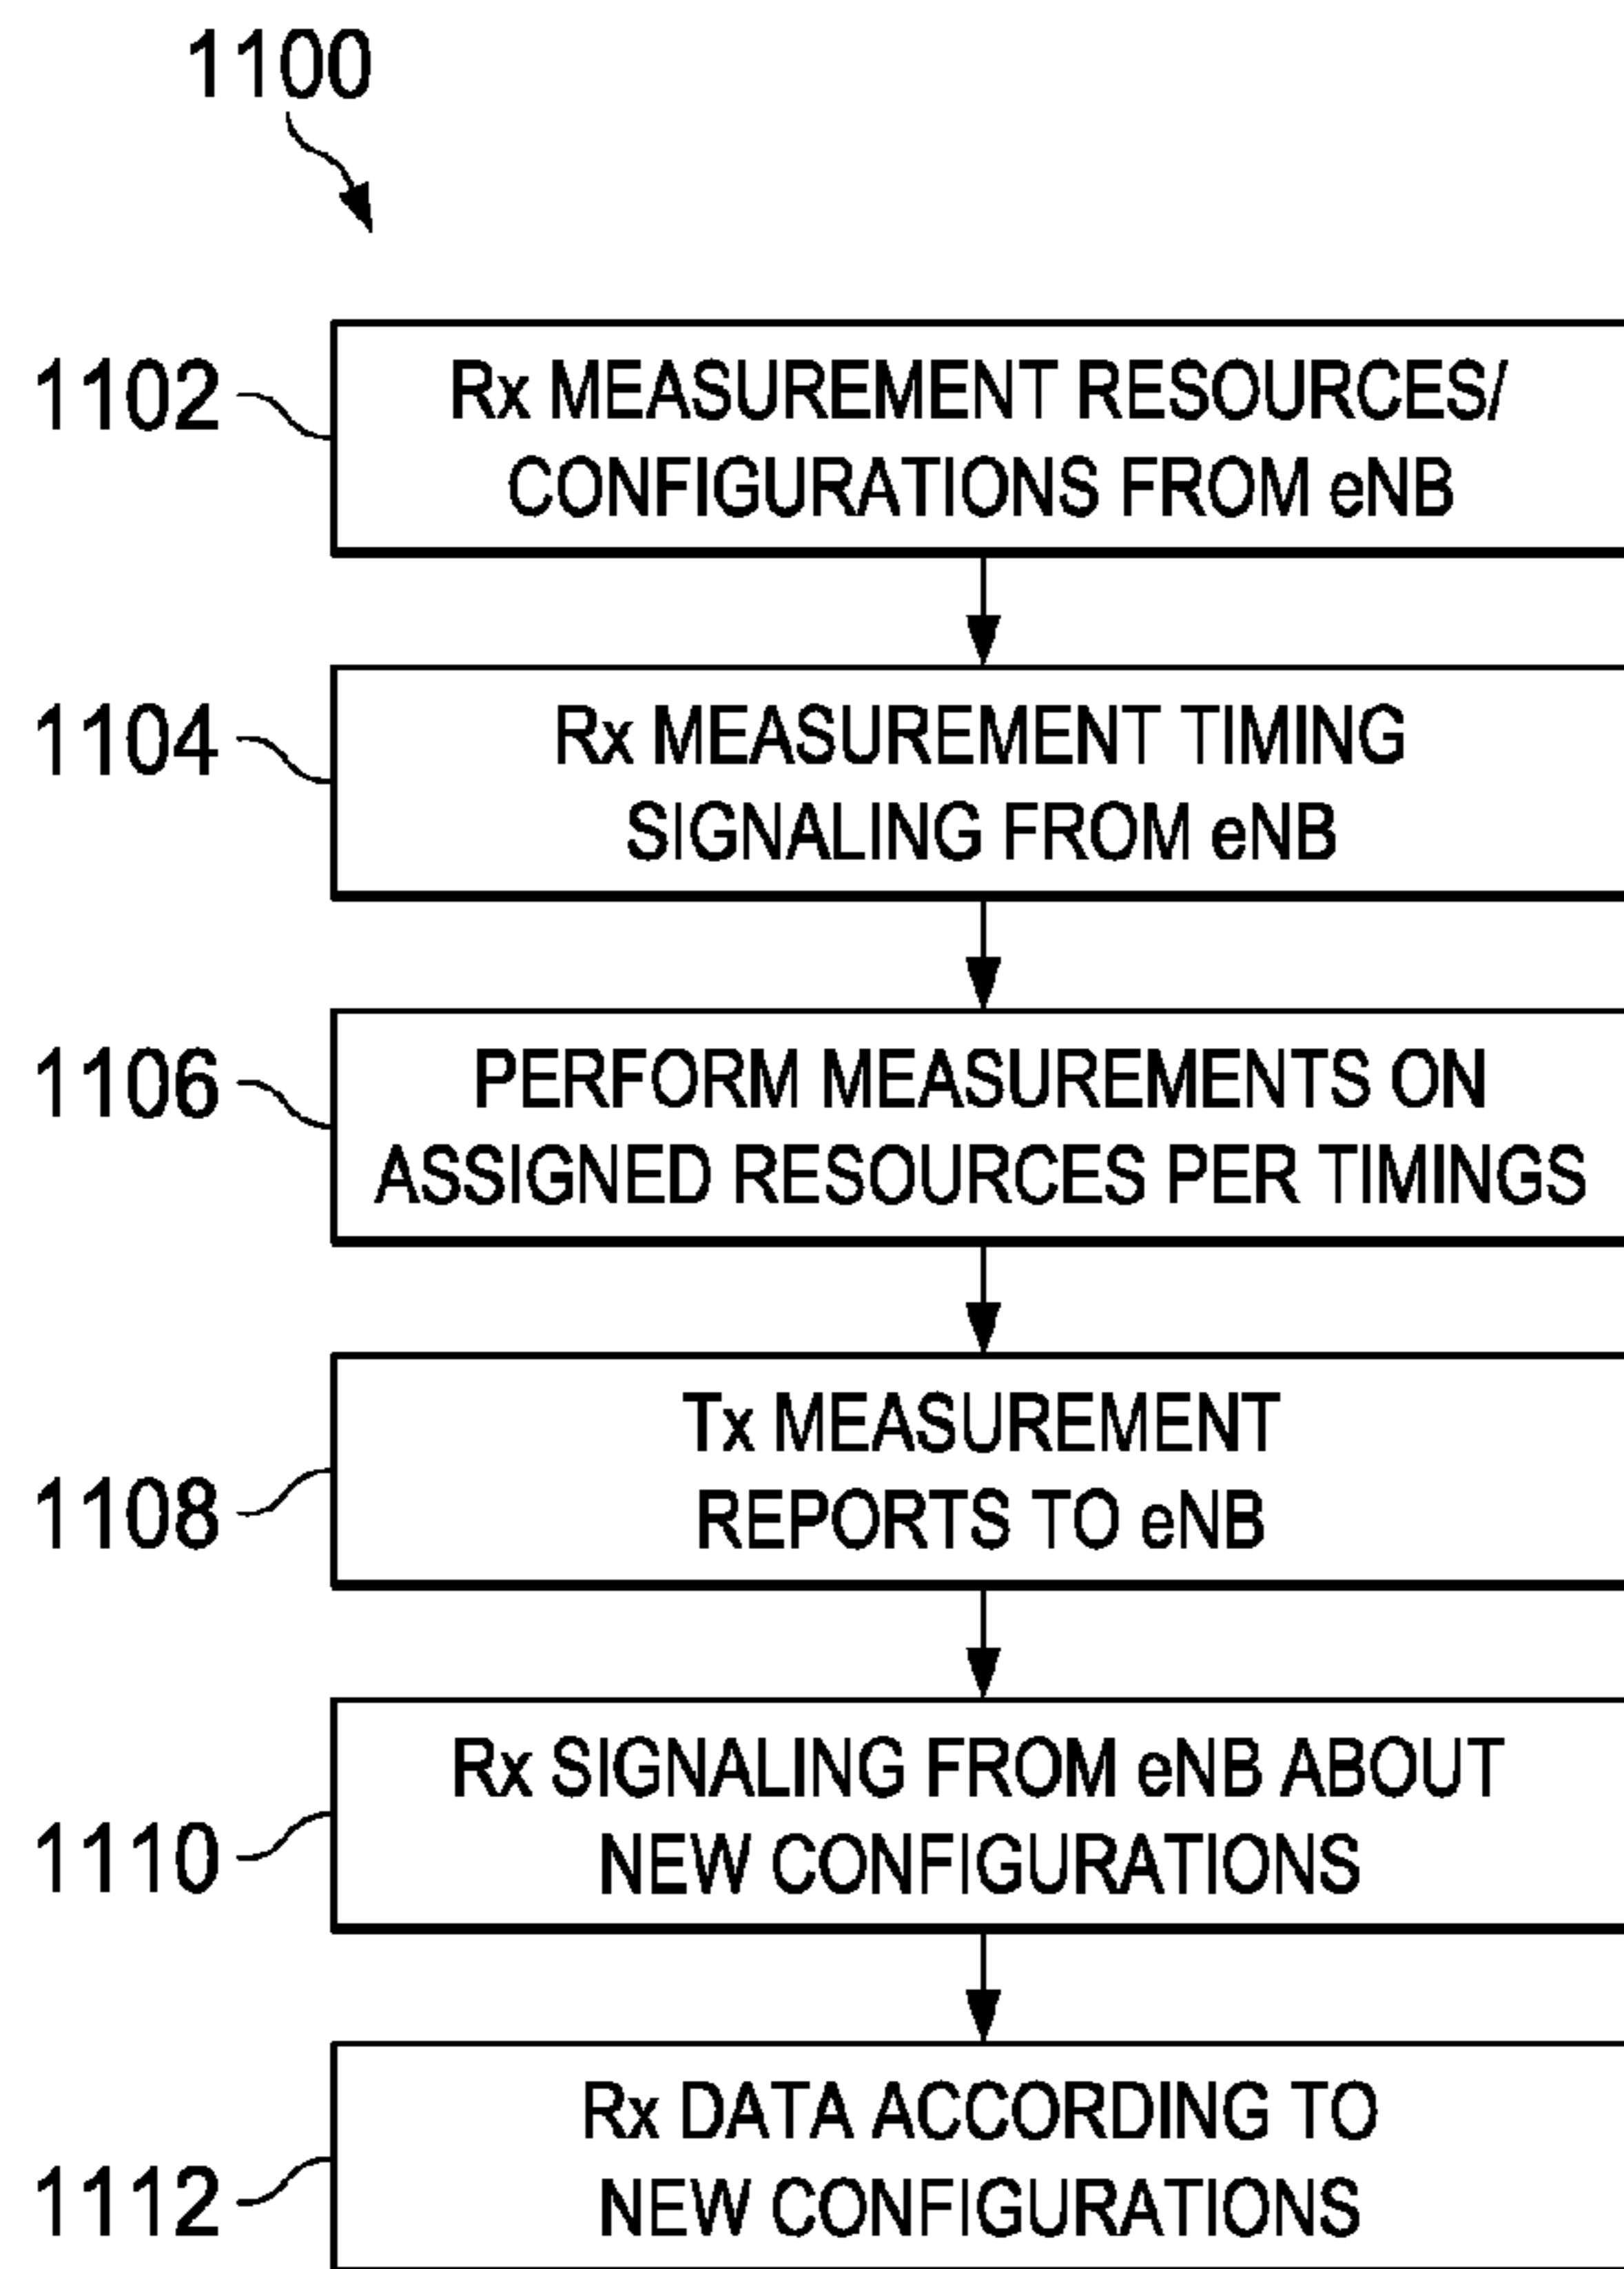 1100
1102
Rx MEASUREMENT RESOURCES/
CONFIGURATIONS FROM eNB
1104
Rx MEASUREMENT TIMING
SIGNALING FROM eNB
1106
PERFORM MEASUREMENTS ON
ASSIGNED RESOURCES PER TIMINGS
1108
Tx MEASUREMENT
REPORTS TO eNB
1110
Rx SIGNALING FROM eNB ABOUT
NEW CONFIGURATIONS
1112
Rx DATA ACCORDING TO
NEW CONFIGURATIONS